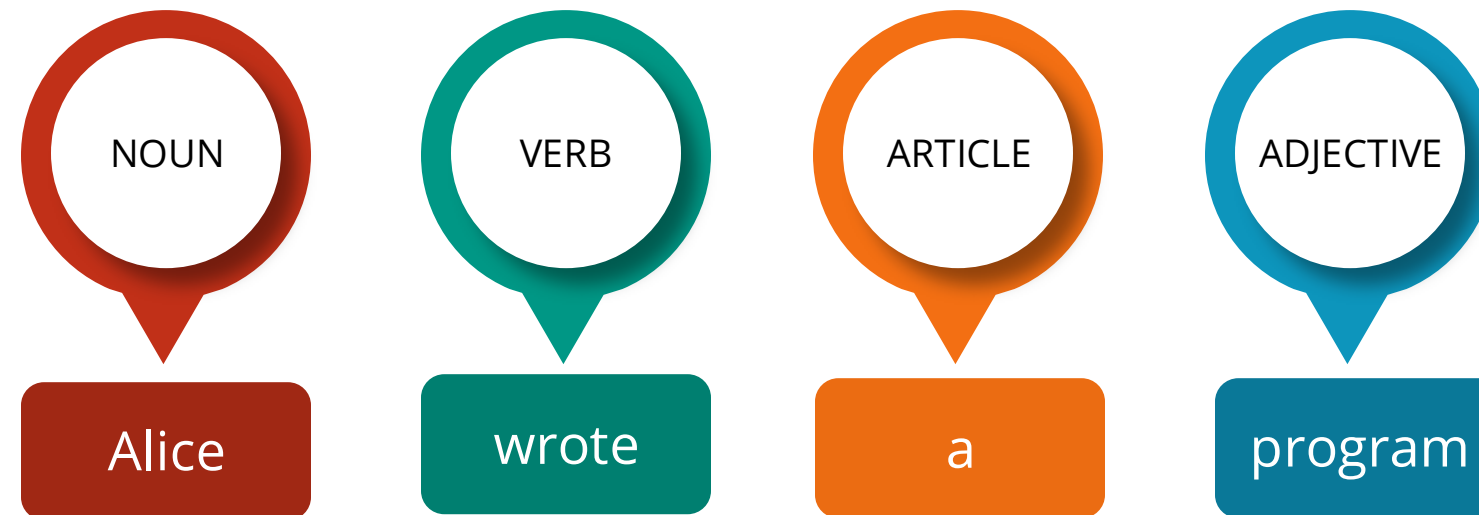 NOUN
VERB
ARTICLE
ADJECTIVE
Alice
wrote
a
program